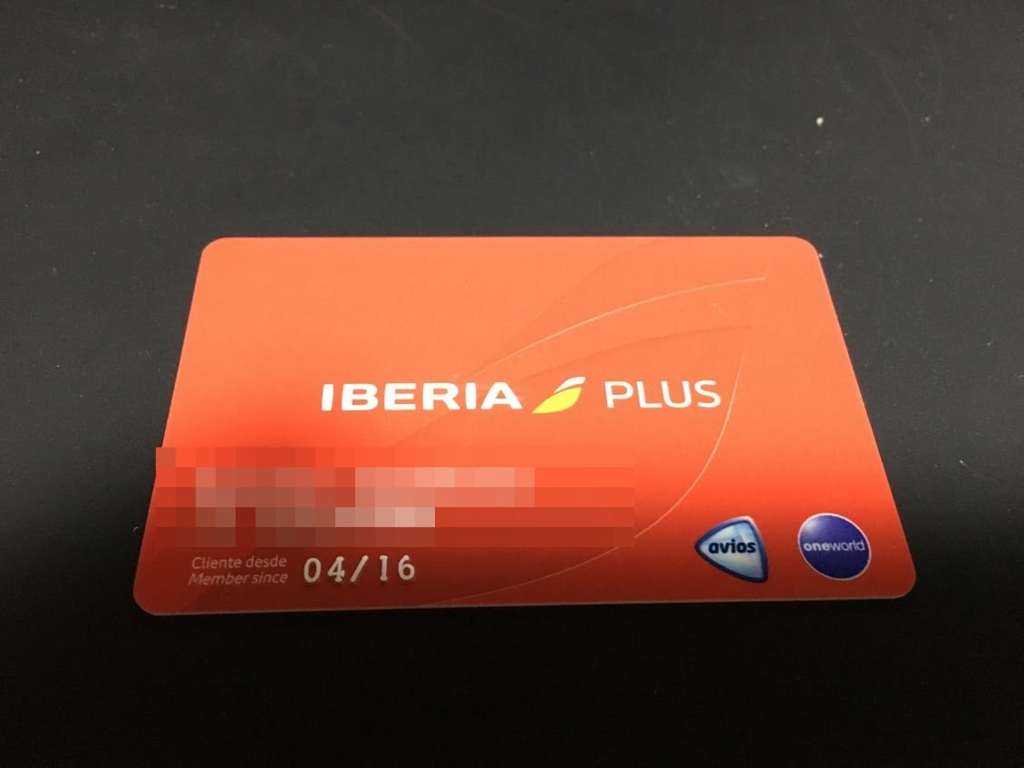 IBERIA PLUS
Cliente desde
Member since 04/16
avios
oneworld